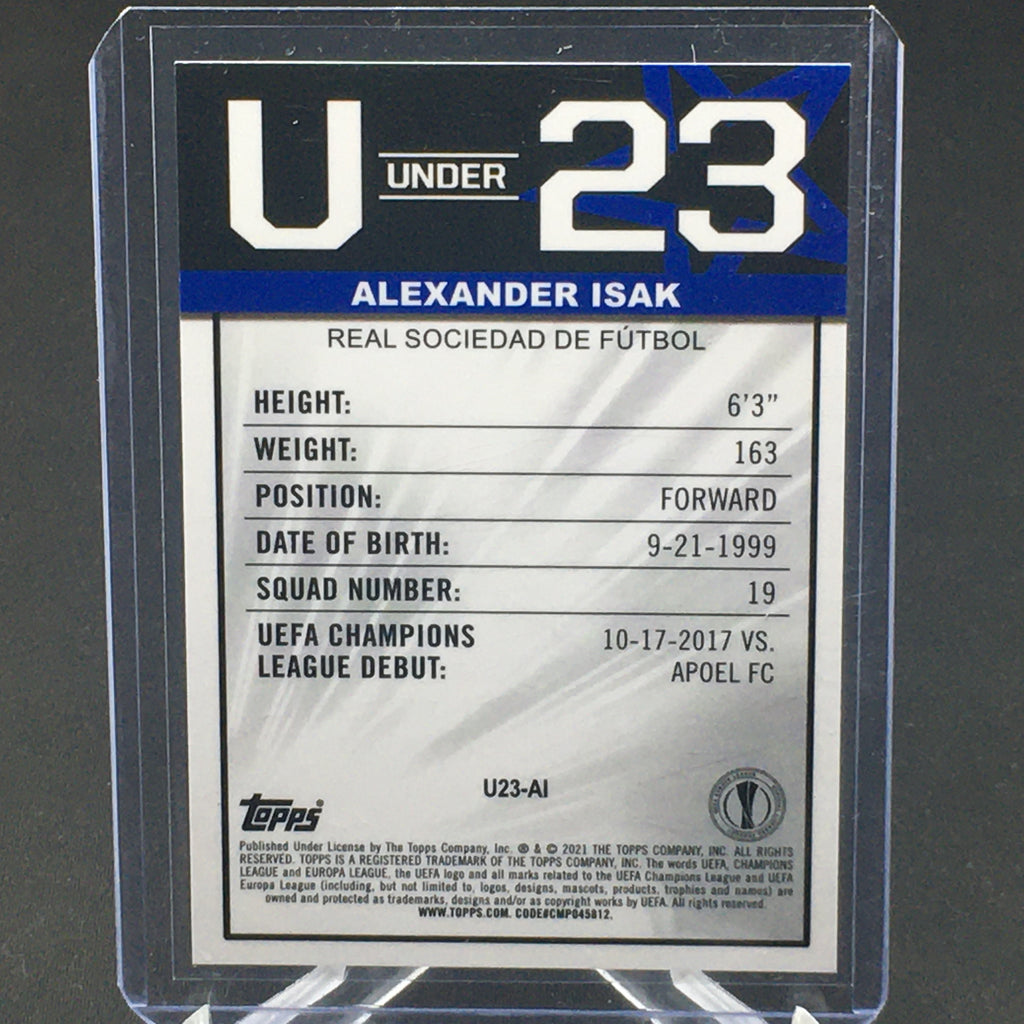 U UNDER 23
ALEXANDER ISAK
REAL SOCIEDAD DE FÚTBOL
HEIGHT: 6'3"
WEIGHT: 163
POSITION: FORWARD
DATE OF BIRTH: 9-21-1999
SQUAD NUMBER: 19
UEFA CHAMPIONS 10-17-2017 VS.
LEAGUE DEBUT: APOEL FC
U23-AI
topps®
Published Under License by The Topps Company, Inc. ® & © 2021 THE TOPPS COMPANY, INC. ALL RIGHTS
RESERVED. TOPPS IS A REGISTERED TRADEMARK OF THE TOPPS COMPANY, INC. The words UEFA, CHAMPIONS
LEAGUE and EUROPA LEAGUE, the UEFA logo and all marks related to the UEFA Champions League and UEFA
Europa League (including, but not limited to, logos, designs, mascots, products, trophies and names) are
owned and protected as trademarks, designs and/or as copyright works by UEFA. All rights reserved.
WWW.TOPPS.COM. CODE#CMP045812.